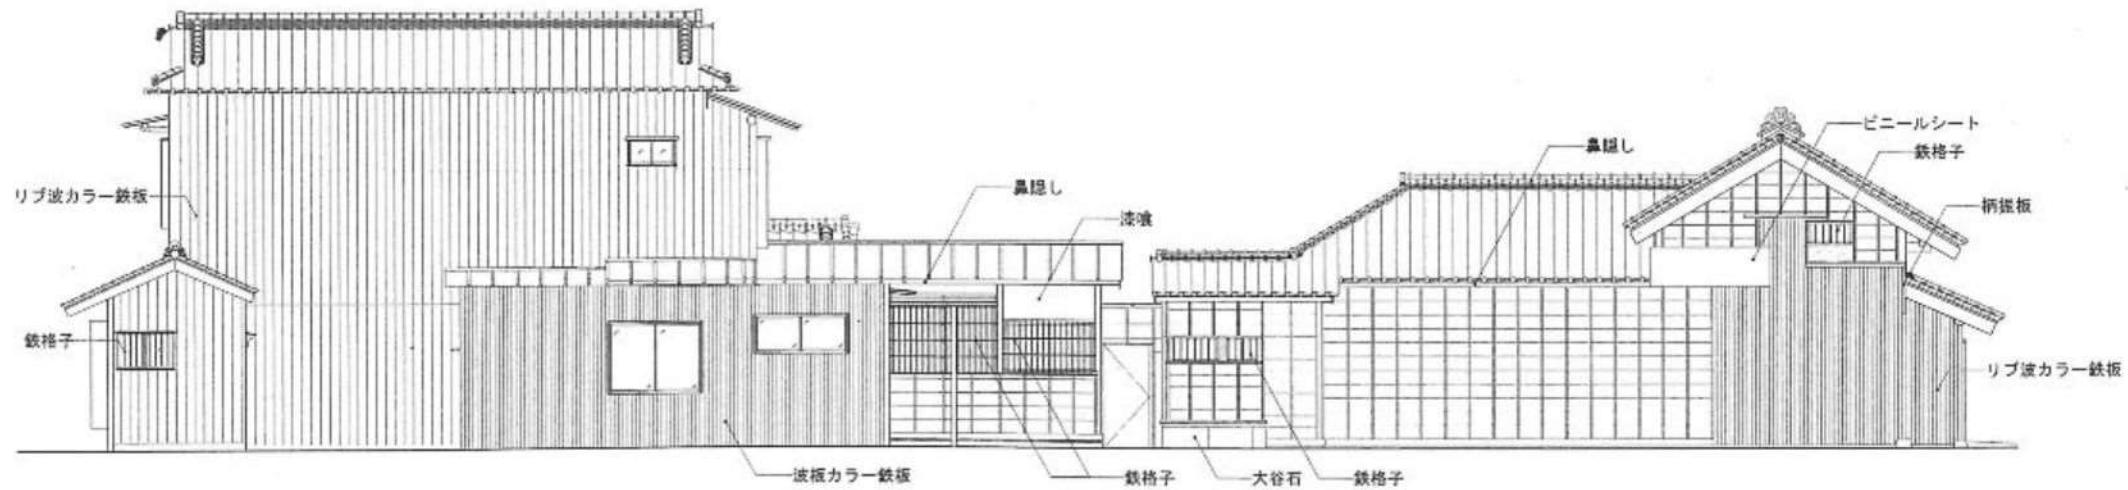 ビニールシート
鼻隠し
鉄格子
リブ波カラー鉄板
鼻隠し
漆喰
柄振板
鉄格子
リブ波カラー鉄板
波板カラー鉄板
鉄格子
大谷石
鉄格子